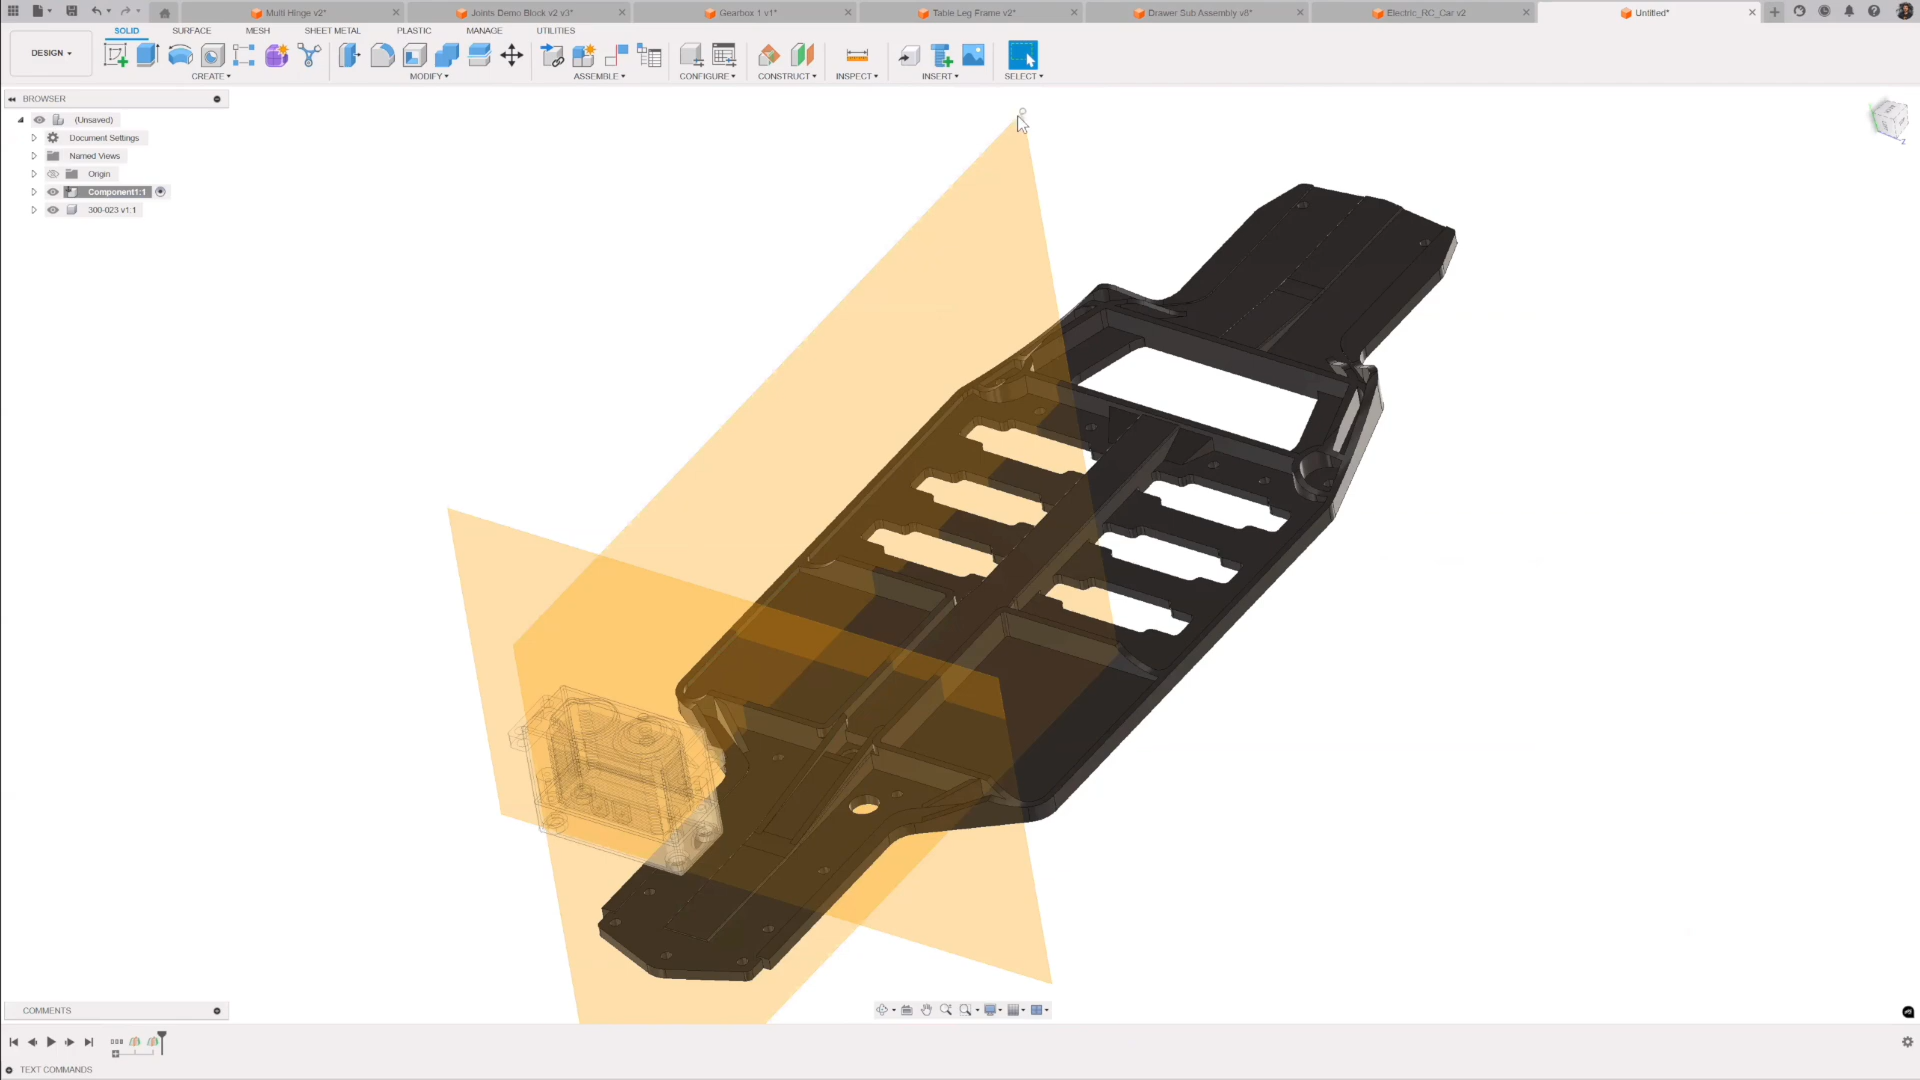 Multi Hinge v2*
Joints Demo Block v2 v3*
Gearbox 1 v1*
Table Leg Frame v2*
Drawer Sub Assembly v8*
Electric_RC_Car v2
Untitled*
SOLID
SURFACE
MESH
SHEET METAL
PLASTIC
MANAGE
UTILITIES
DESIGN
CREATE
MODIFY
ASSEMBLE
CONFIGURE
CONSTRUCT
INSPECT
INSERT
SELECT
BROWSER
(Unsaved)
Document Settings
Named Views
Origin
Component1:1
300-023 v1:1
COMMENTS
TEXT COMMANDS